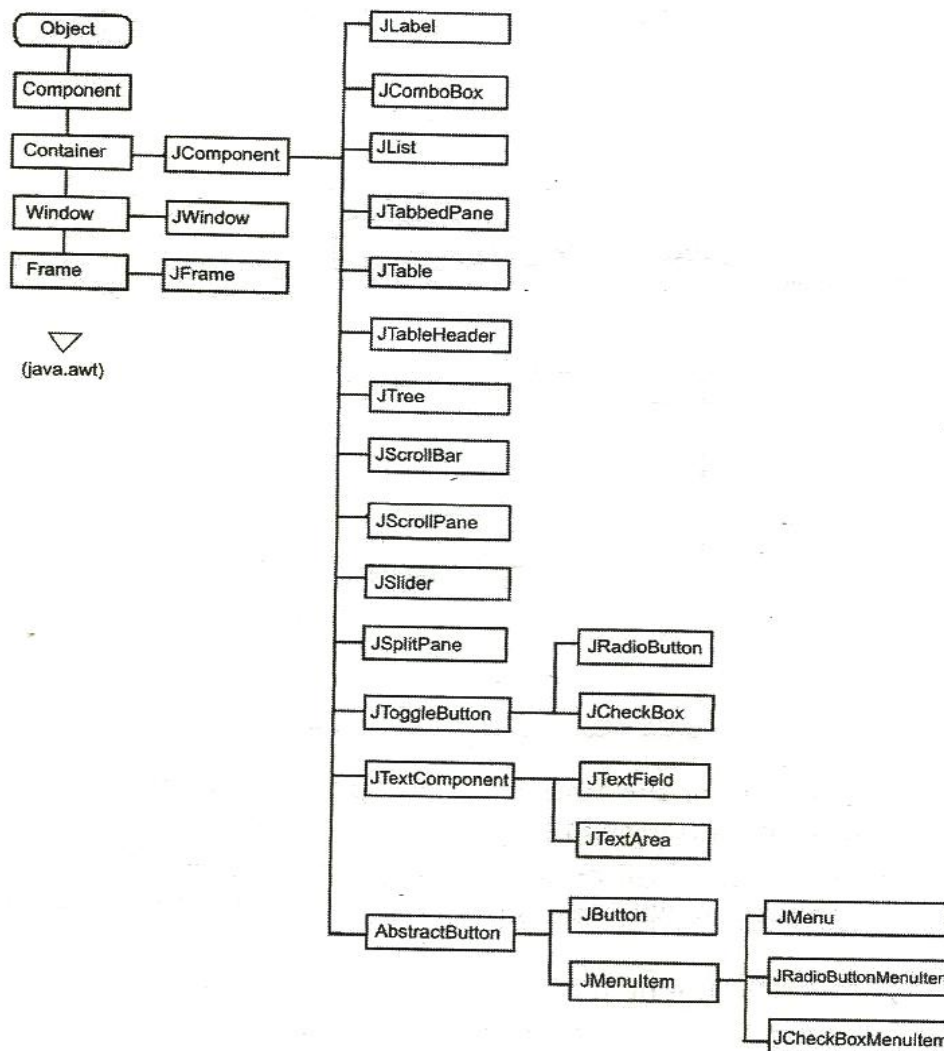 Object
Component
Container
JComponent
Window
JWindow
Frame
JFrame
(java.awt)
JLabel
JComboBox
JList
JTabbedPane
JTable
JTableHeader
JTree
JScrollBar
JScrollPane
JSlider
JSplitPane
JToggleButton
JRadioButton
JCheckBox
JTextComponent
JTextField
JTextArea
AbstractButton
JButton
JMenuItem
JMenu
JRadioButtonMenuItem
JCheckBoxMenuItem